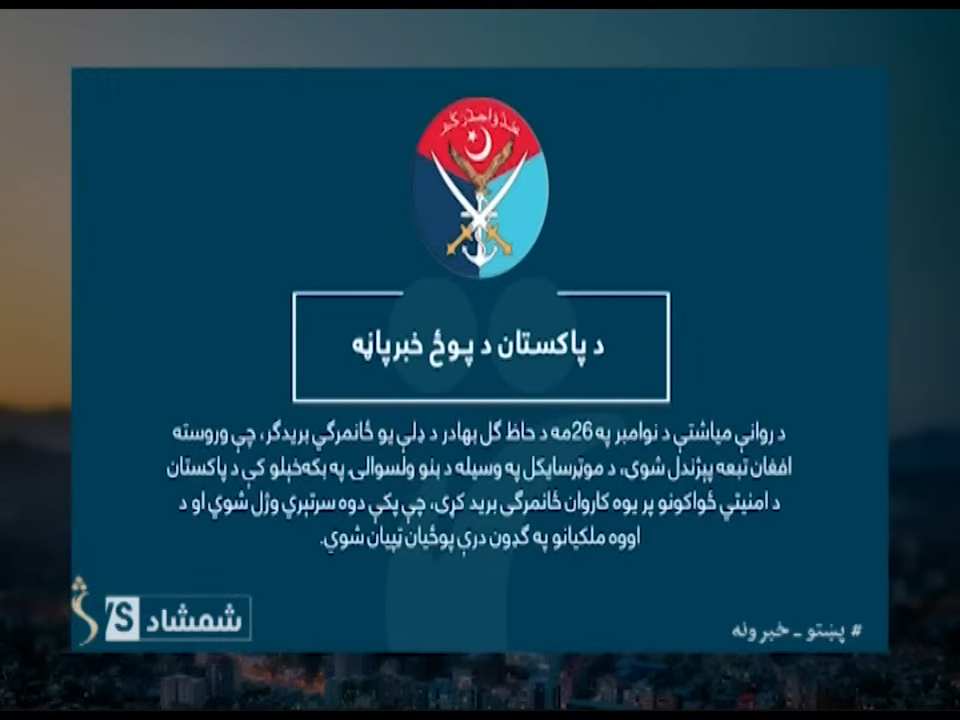 د پاکستان د پوځ خبرپاڼه
د روانې میاشتې د نوامبر په 26مه د حاظ گل بهادر د ډلې یو ځانمرگي بریدگر، چې وروسته
افغان تبعه پېژندل شوی، د موټرسایکل په وسیله د بنو ولسوالۍ په بکه‌خېلو کې د پاکستان
د امنیتي ځواکونو پر یوه کاروان ځانمرگی برید کړی، چې پکې دوه سرتېري وژل شوي او د
اووه ملکیانو په گډون درې پوځیان ټپیان شوي.
شمشاد
# پښتو ـ خبرونه